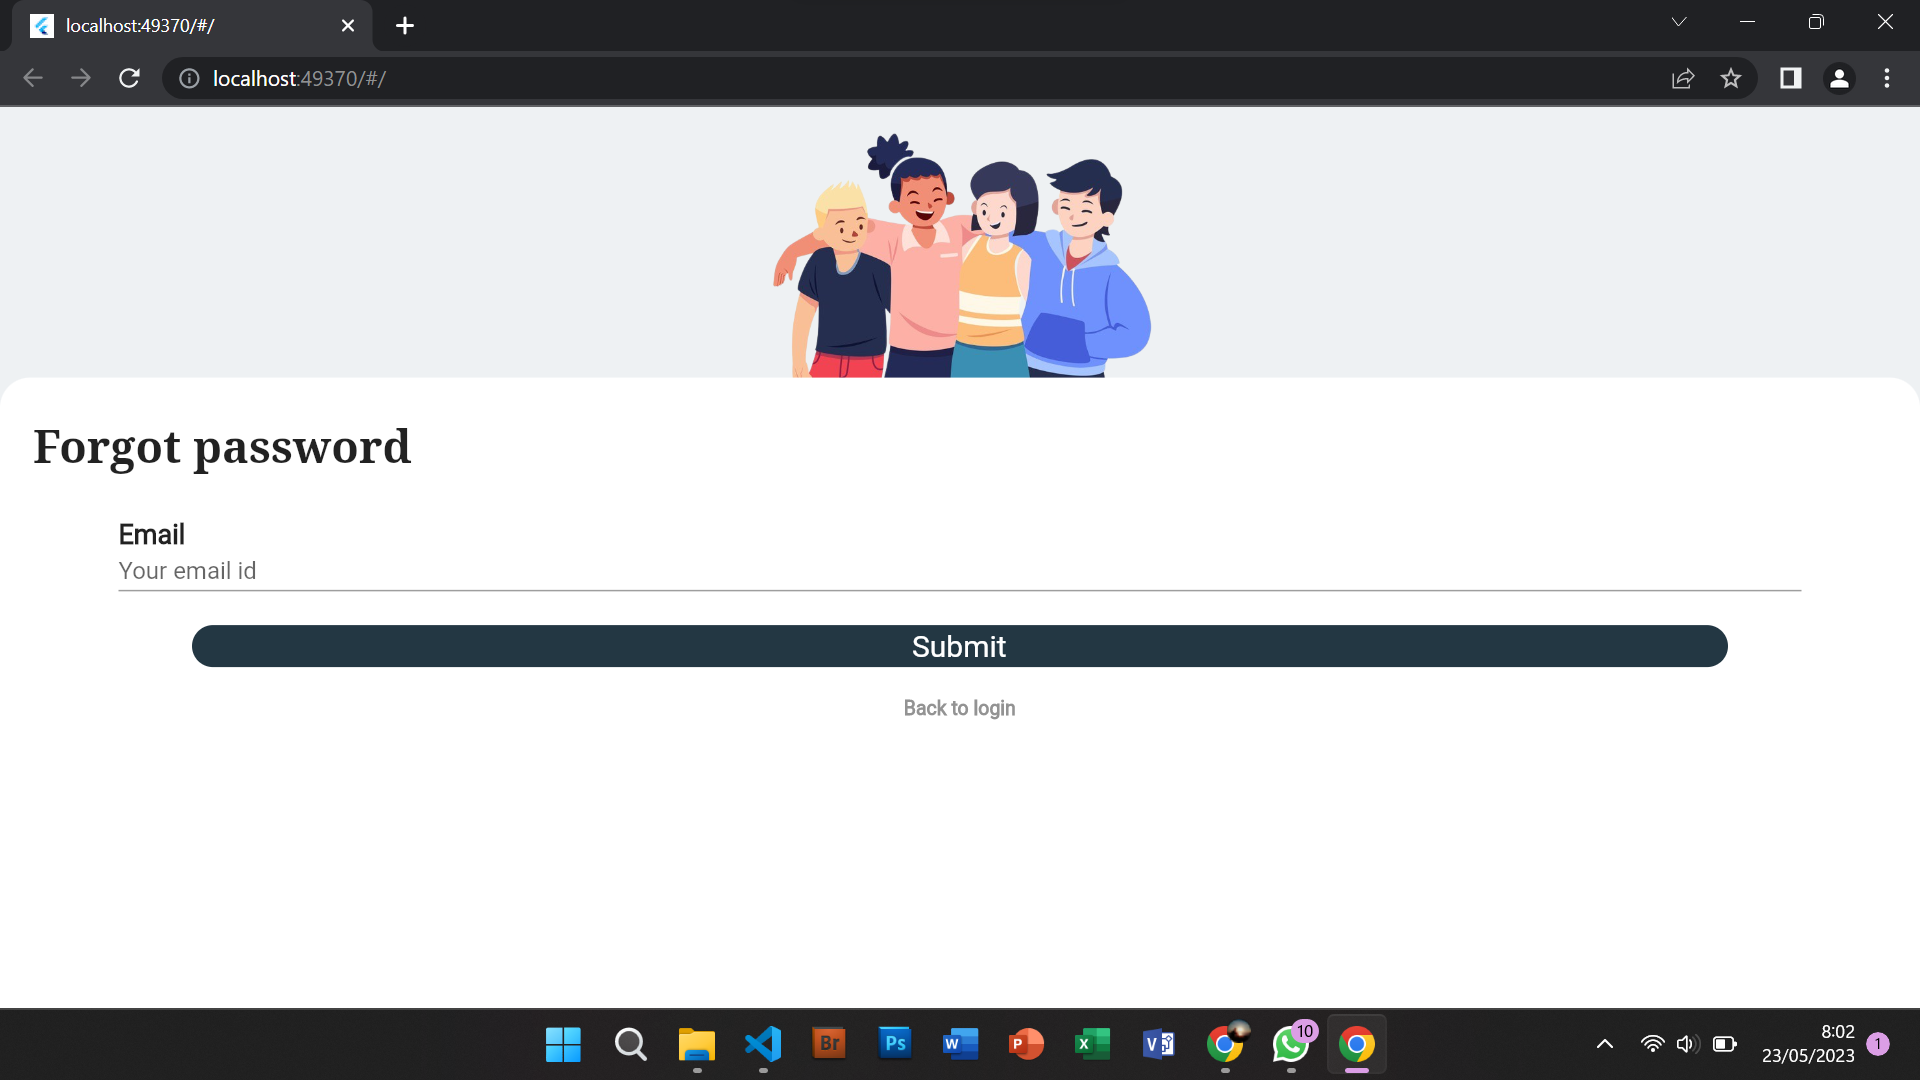 localhost:49370/#/
localhost:49370/#/
Forgot password
Email
Your email id
Submit
Back to login
Br
Ps
W
P
X
V
10
8:02
23/05/2023
1